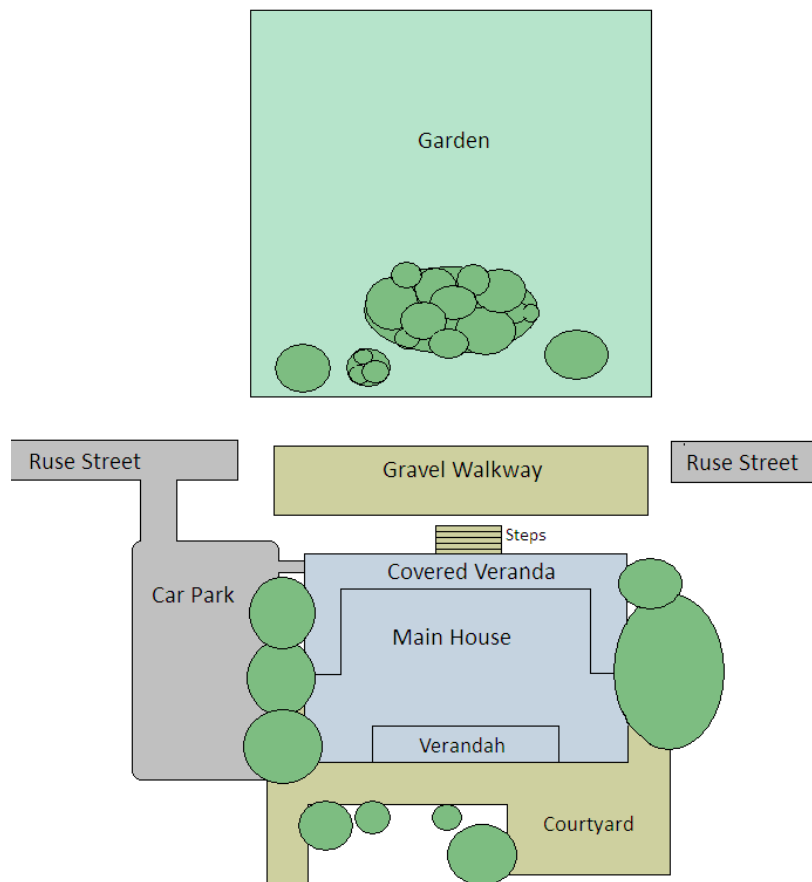 Garden
Ruse Street
Gravel Walkway
Ruse Street
Steps
Covered Veranda
Car Park
Main House
Verandah
Courtyard